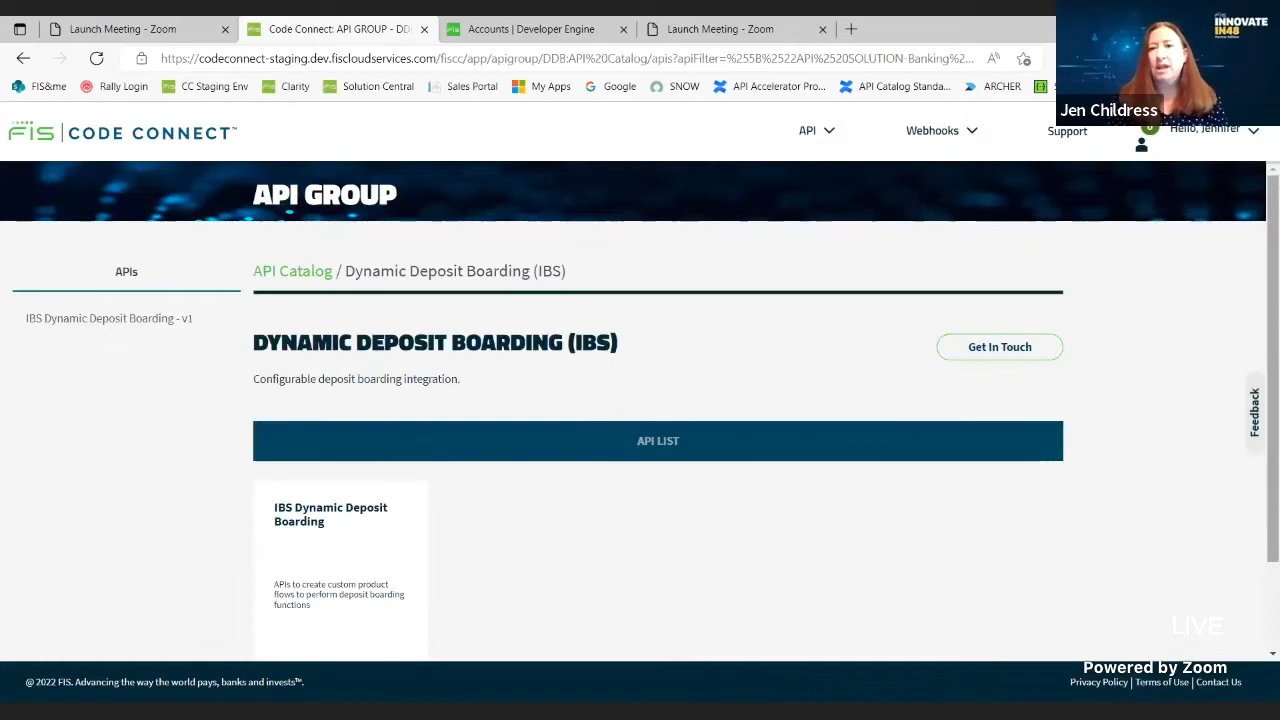 Launch Meeting - Zoom
Code Connect: API GROUP - DD
Accounts | Developer Engine
Launch Meeting - Zoom
https://codeconnect-staging.dev.fiscloudservices.com/fiscc/app/apigroup/DDB:API%20Catalog/apis?apiFilter=%255B%2522API%2520SOLUTION-Banking%2...
FIS&me
Rally Login
CC Staging Env
Clarity
Solution Central
Sales Portal
My Apps
Google
SNOW
API Accelerator Pro...
API Catalog Standa...
ARCHER
INNOVATE
IN48
Jen Childress
FIS | CODE CONNECT™
API
Webhooks
Support
0
Hello, Jennifer
API GROUP
APIs
IBS Dynamic Deposit Boarding - v1
API Catalog / Dynamic Deposit Boarding (IBS)
DYNAMIC DEPOSIT BOARDING (IBS)
Get In Touch
Configurable deposit boarding integration.
API LIST
Feedback
IBS Dynamic Deposit
Boarding
APIs to create custom product
flows to perform deposit boarding
functions
LIVE
Powered by Zoom
@ 2022 FIS. Advancing the way the world pays, banks and invests™.
Privacy Policy | Terms of Use | Contact Us